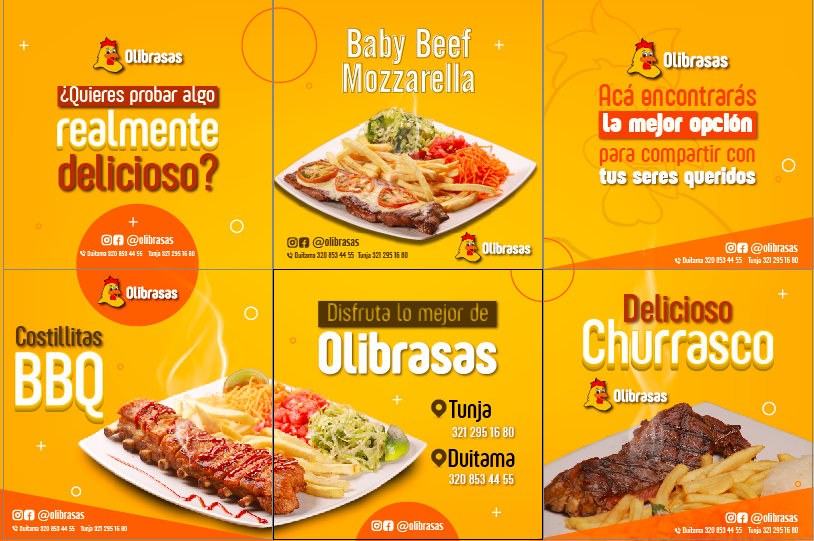 Olibrasas
¿Quieres probar algo
realmente
delicioso?
@olibrasas
Duitama 320 853 44 55 Tunja 321 295 16 80
Baby Beef
Mozzarella
@olibrasas
Duitama 320 853 44 55 Tunja 321 295 16 80
Olibrasas
Olibrasas
Acá encontrarás
la mejor opción
para compartir con
tus seres queridos
@olibrasas
Duitama 320 853 44 55 Tunja 321 295 16 80
Olibrasas
Costillitas
BBQ
@olibrasas
Duitama 320 853 44 55 Tunja 321 295 16 80
Disfruta lo mejor de
Olibrasas
Tunja
321 295 16 80
Duitama
320 853 44 55
@olibrasas
Delicioso
Churrasco
Olibrasas
@olibrasas
Duitama 320 853 44 55 Tunja 321 295 16 80